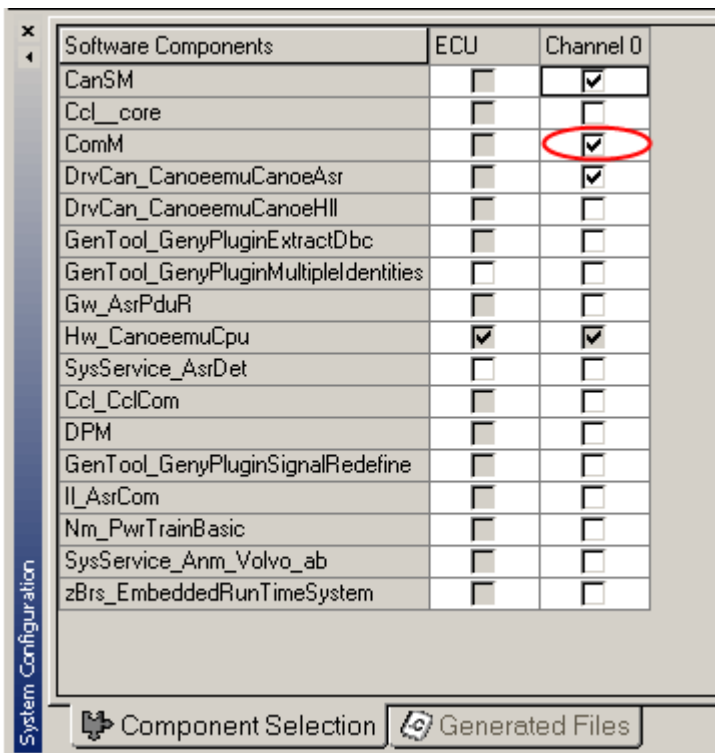 Software Components ECU Channel 0
CanSM
Ccl__core
ComM
DrvCan_CanoeemuCanoeAsr
DrvCan_CanoeemuCanoeHll
GenTool_GenyPluginExtractDbc
GenTool_GenyPluginMultipleIdentities
Gw_AsrPduR
Hw_CanoeemuCpu
SysService_AsrDet
Ccl_CclCom
DPM
GenTool_GenyPluginSignalRedefine
Il_AsrCom
Nm_PwrTrainBasic
SysService_Anm_Volvo_ab
zBrs_EmbeddedRunTimeSystem
System Configuration
Component Selection Generated Files